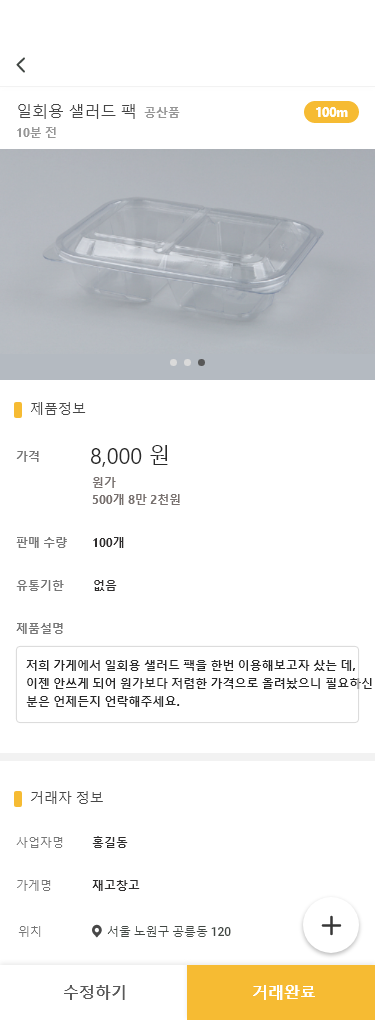 일회용 샐러드 팩 공산품 100m
10분 전
제품정보
가격 8,000 원
원가
500개 8만 2천원
판매 수량 100개
유통기한 없음
제품설명
저희 가게에서 일회용 샐러드 팩을 한번 이용해보고자 샀는 데,
이젠 안쓰게 되어 원가보다 저렴한 가격으로 올려놨으니 필요하신
분은 언제든지 연락해주세요.
거래자 정보
사업자명 홍길동
가게명 재고창고
위치 서울 노원구 공릉동 120
수정하기 거래완료